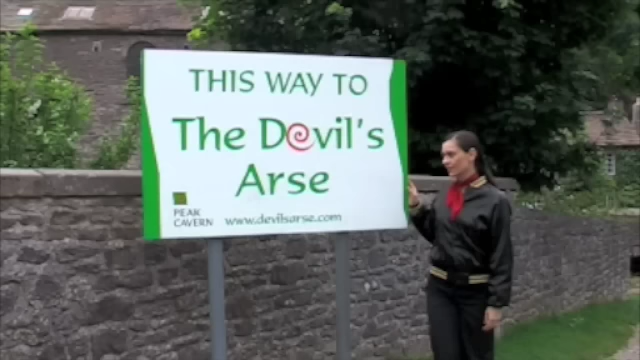 THIS WAY TO
The Devil's
Arse
PEAK
CAVERN
www.devilsarse.com